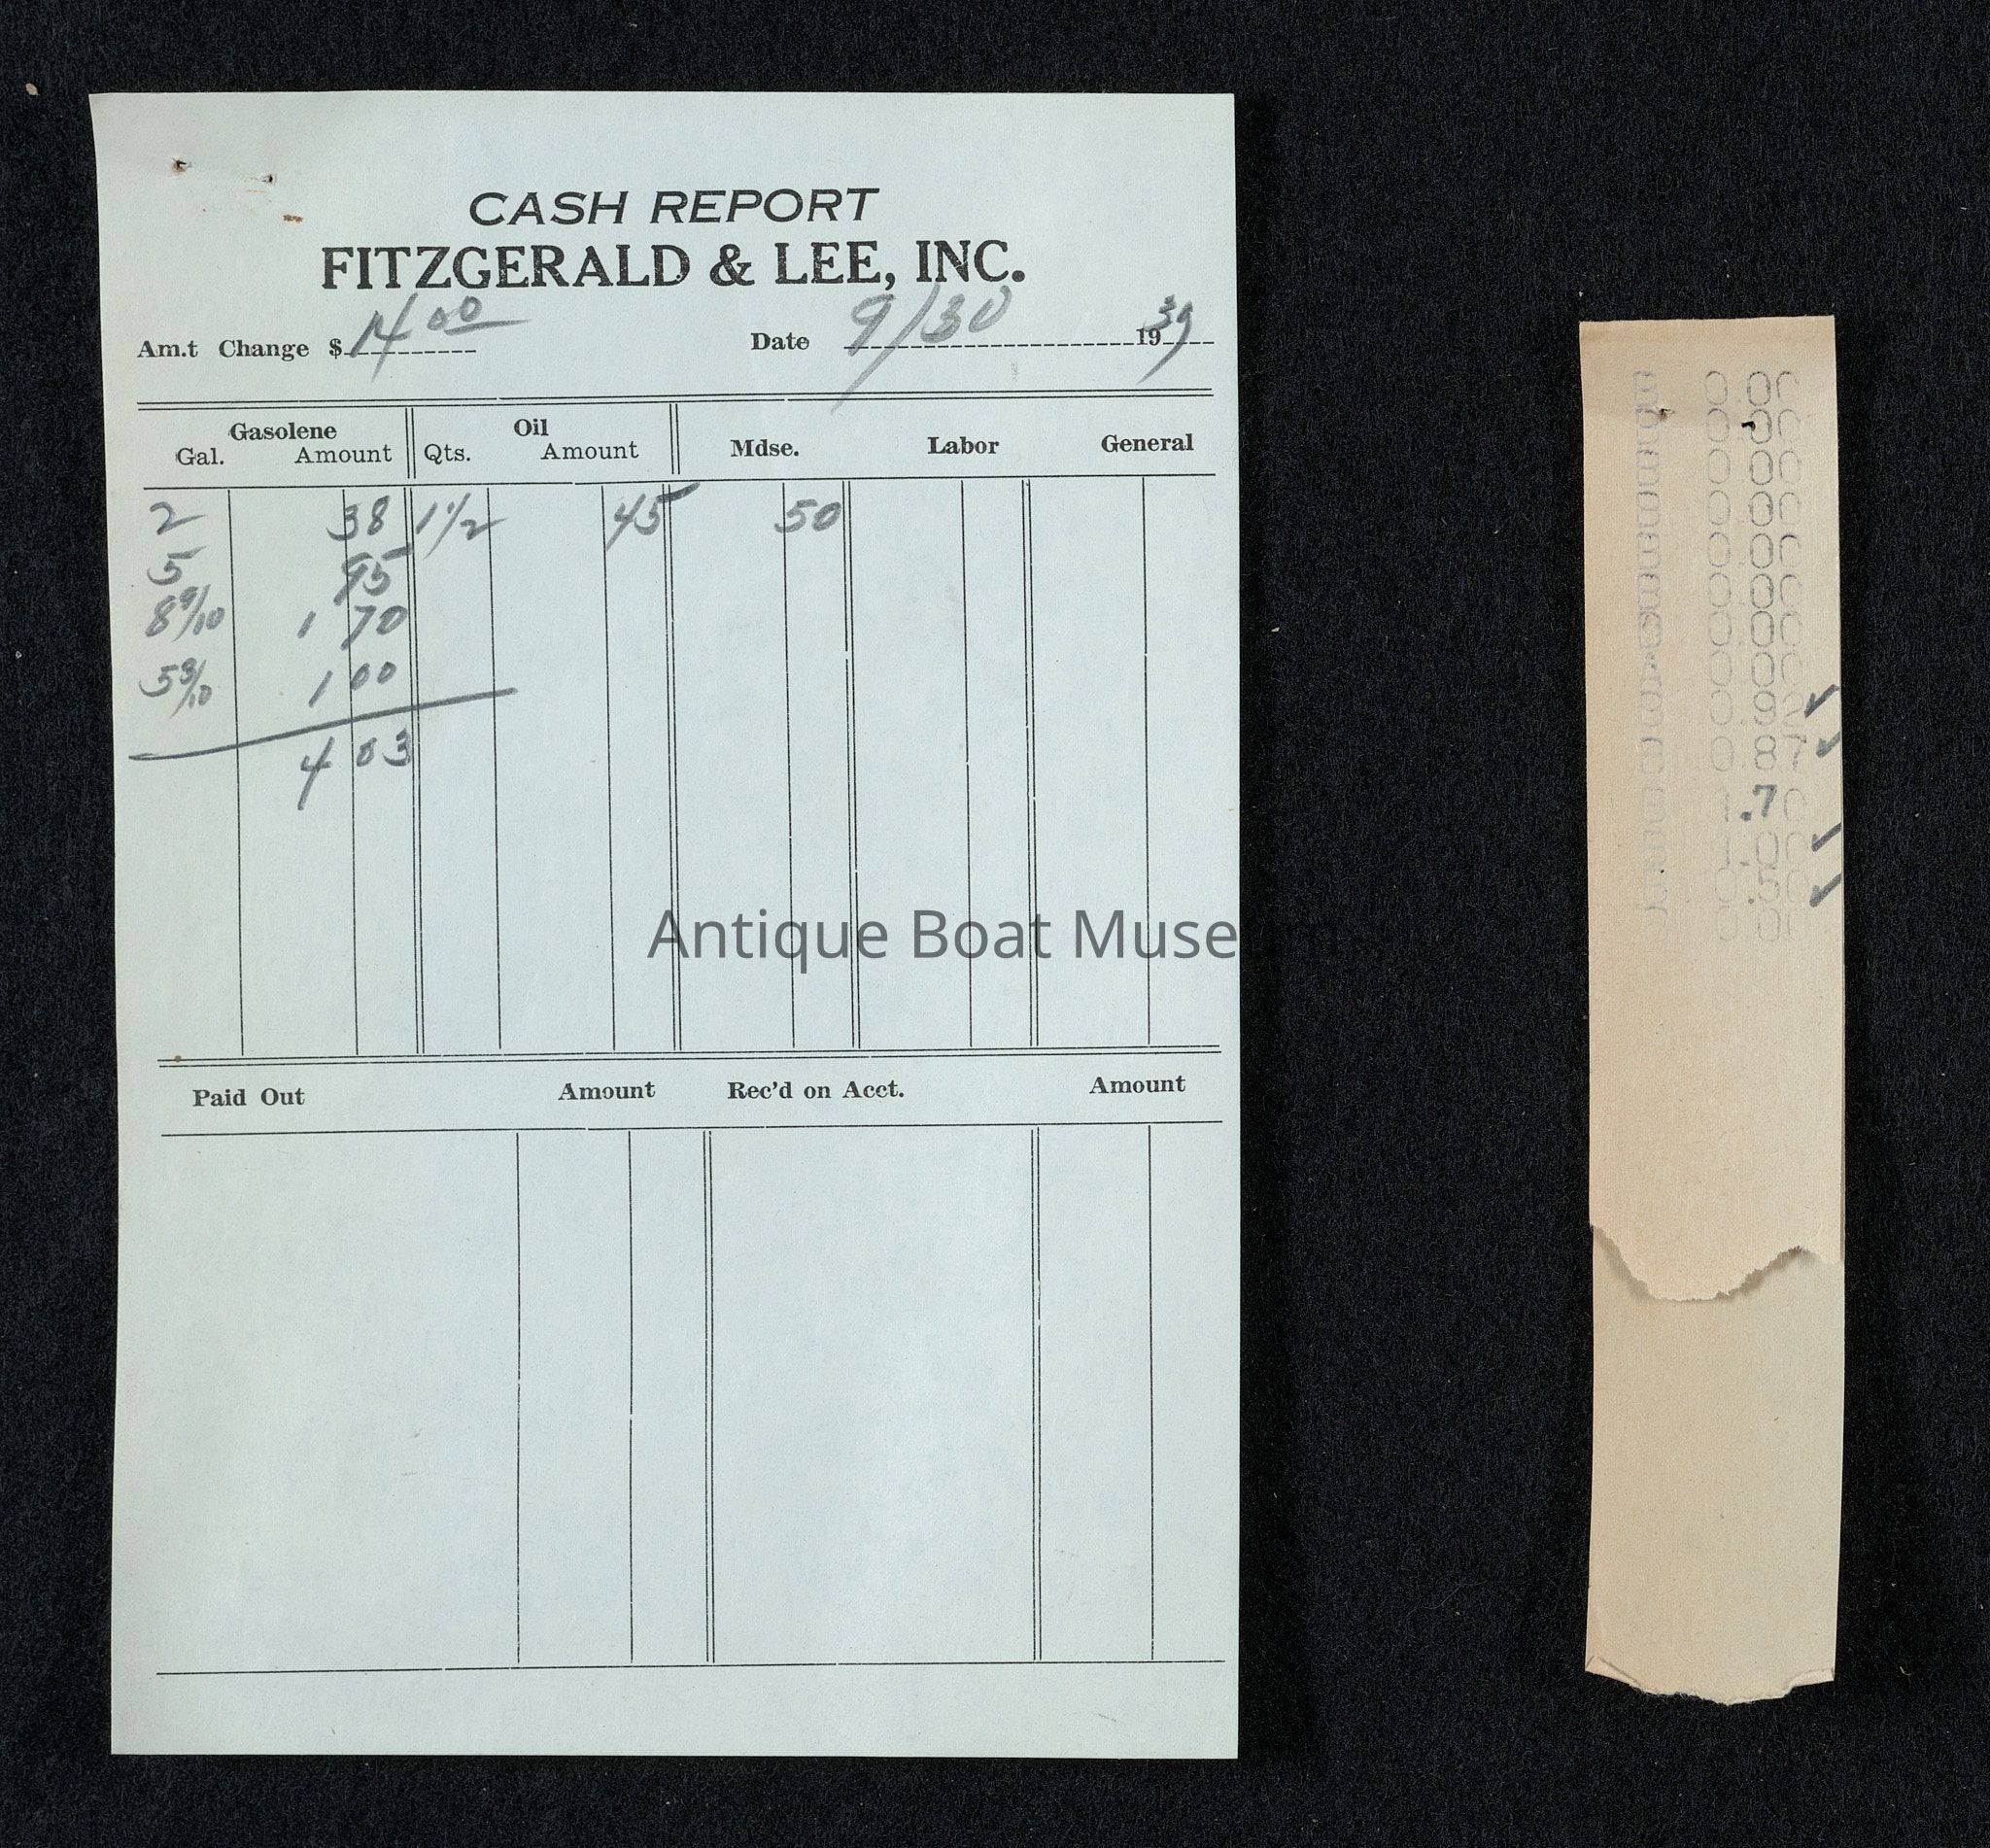 CASH REPORT
FITZGERALD & LEE, INC.
Am.t Change $ 14 00 Date 9/30 1939
Gasolene Oil
Gal. Amount Qts. Amount Mdse. Labor General
2 38 1 1/2 45 50
5 95
8 9/10 1 70
5 3/10 1 00
4 03
Antique Boat Museum
Paid Out Amount Rec'd on Acct. Amount
0.00
0.00
0.00
0.00
0.00
0.00
0.00
0.00
0.87 ✓
1.70
1.00 ✓
0.50 ✓
0.00